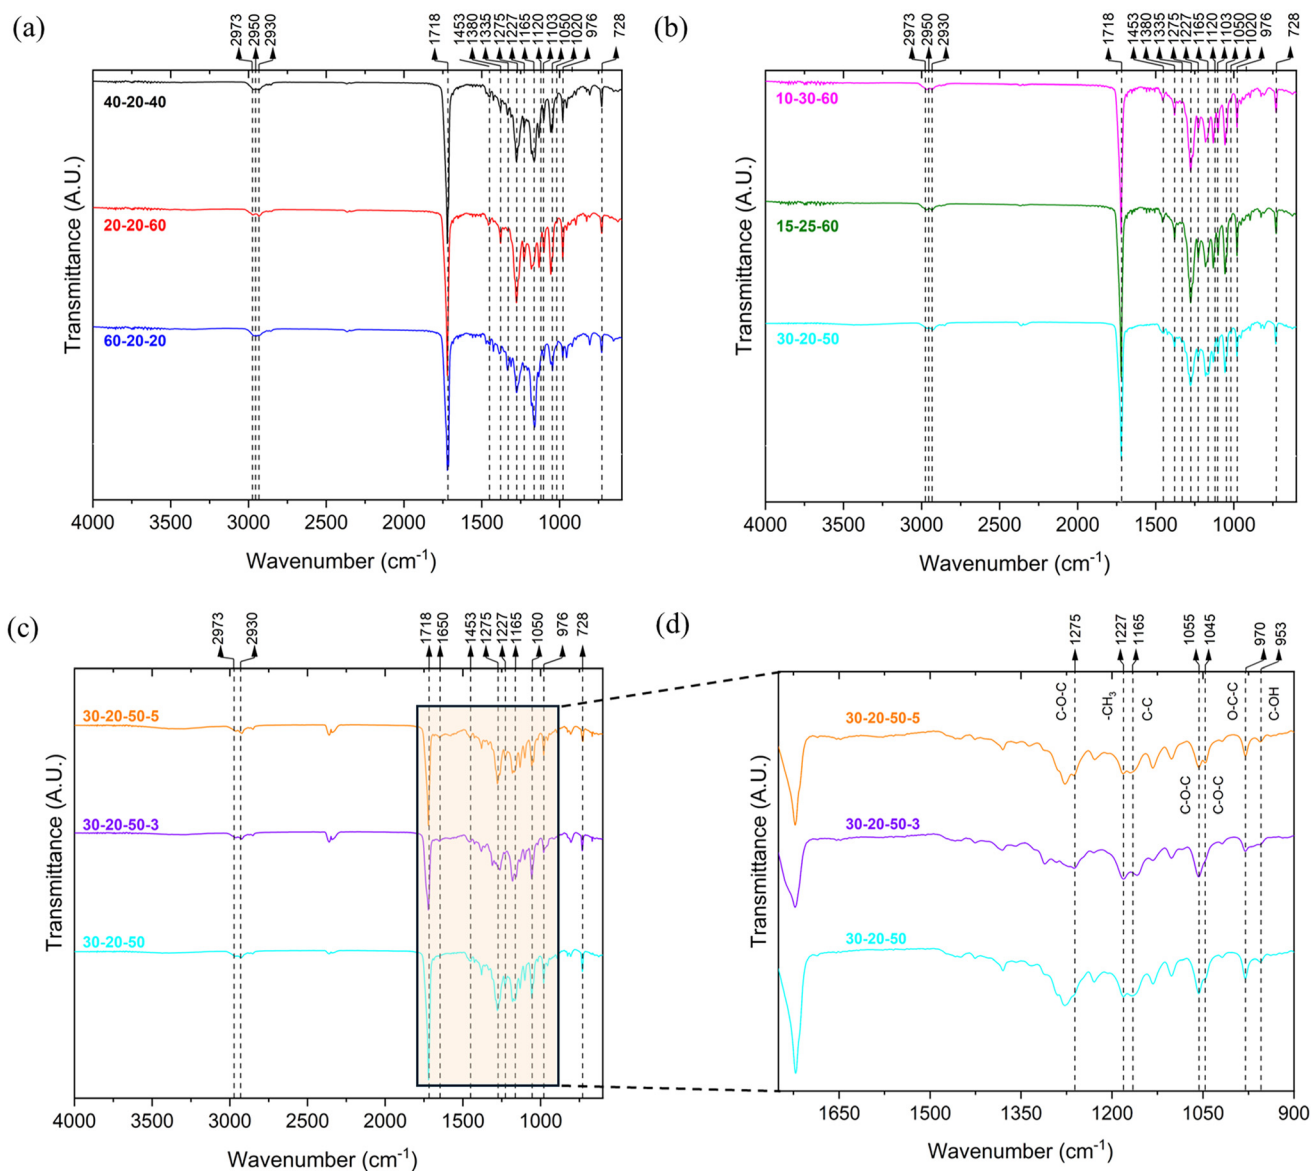 (a)
2973
2950
2930
1718
1453
1380
1335
1275
1227
1165
1120
1103
1050
1020
976
728
40-20-40
20-20-60
60-20-20
Transmittance (A.U.)
4000 3500 3000 2500 2000 1500 1000
Wavenumber (cm⁻¹)
(b)
2973
2950
2930
1718
1453
1380
1335
1275
1227
1165
1120
1103
1050
1020
976
728
10-30-60
15-25-60
30-20-50
Transmittance (A.U.)
4000 3500 3000 2500 2000 1500 1000
Wavenumber (cm⁻¹)
(c)
2973
2930
1718
1650
1453
1275
1227
1165
1050
976
728
30-20-50-5
30-20-50-3
30-20-50
Transmittance (A.U.)
4000 3500 3000 2500 2000 1500 1000
Wavenumber (cm⁻¹)
(d)
1275
1227
1165
1055
1045
970
953
C-O-C
-CH₃
C-C
O-C-C
C-OH
30-20-50-5
C-O-C
C-O-C
30-20-50-3
30-20-50
Transmittance (A.U.)
1650 1500 1350 1200 1050 900
Wavenumber (cm⁻¹)